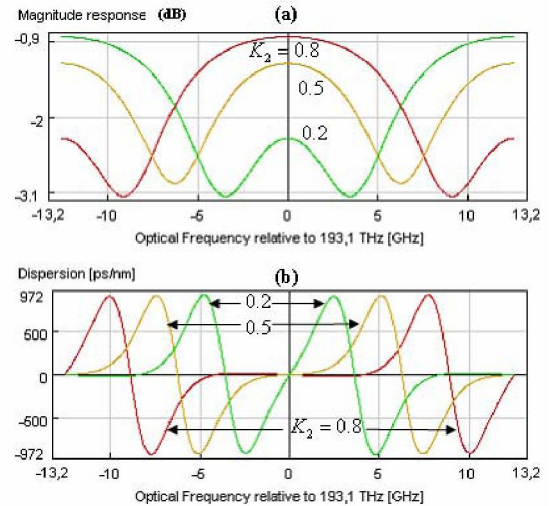 Magnitude response (dB) (a)
-0,9
K2 = 0.8
0.5
-2
0.2
-3.1
-13,2 -10 -5 0 5 10 13,2
Optical Frequency relative to 193,1 THz [GHz]
Dispersion [ps/nm] (b)
972
0.2
500
0.5
0
-500
K2 = 0.8
-972
-13,2 -10 -5 0 5 10 13,2
Optical Frequency relative to 193,1 THz [GHz]